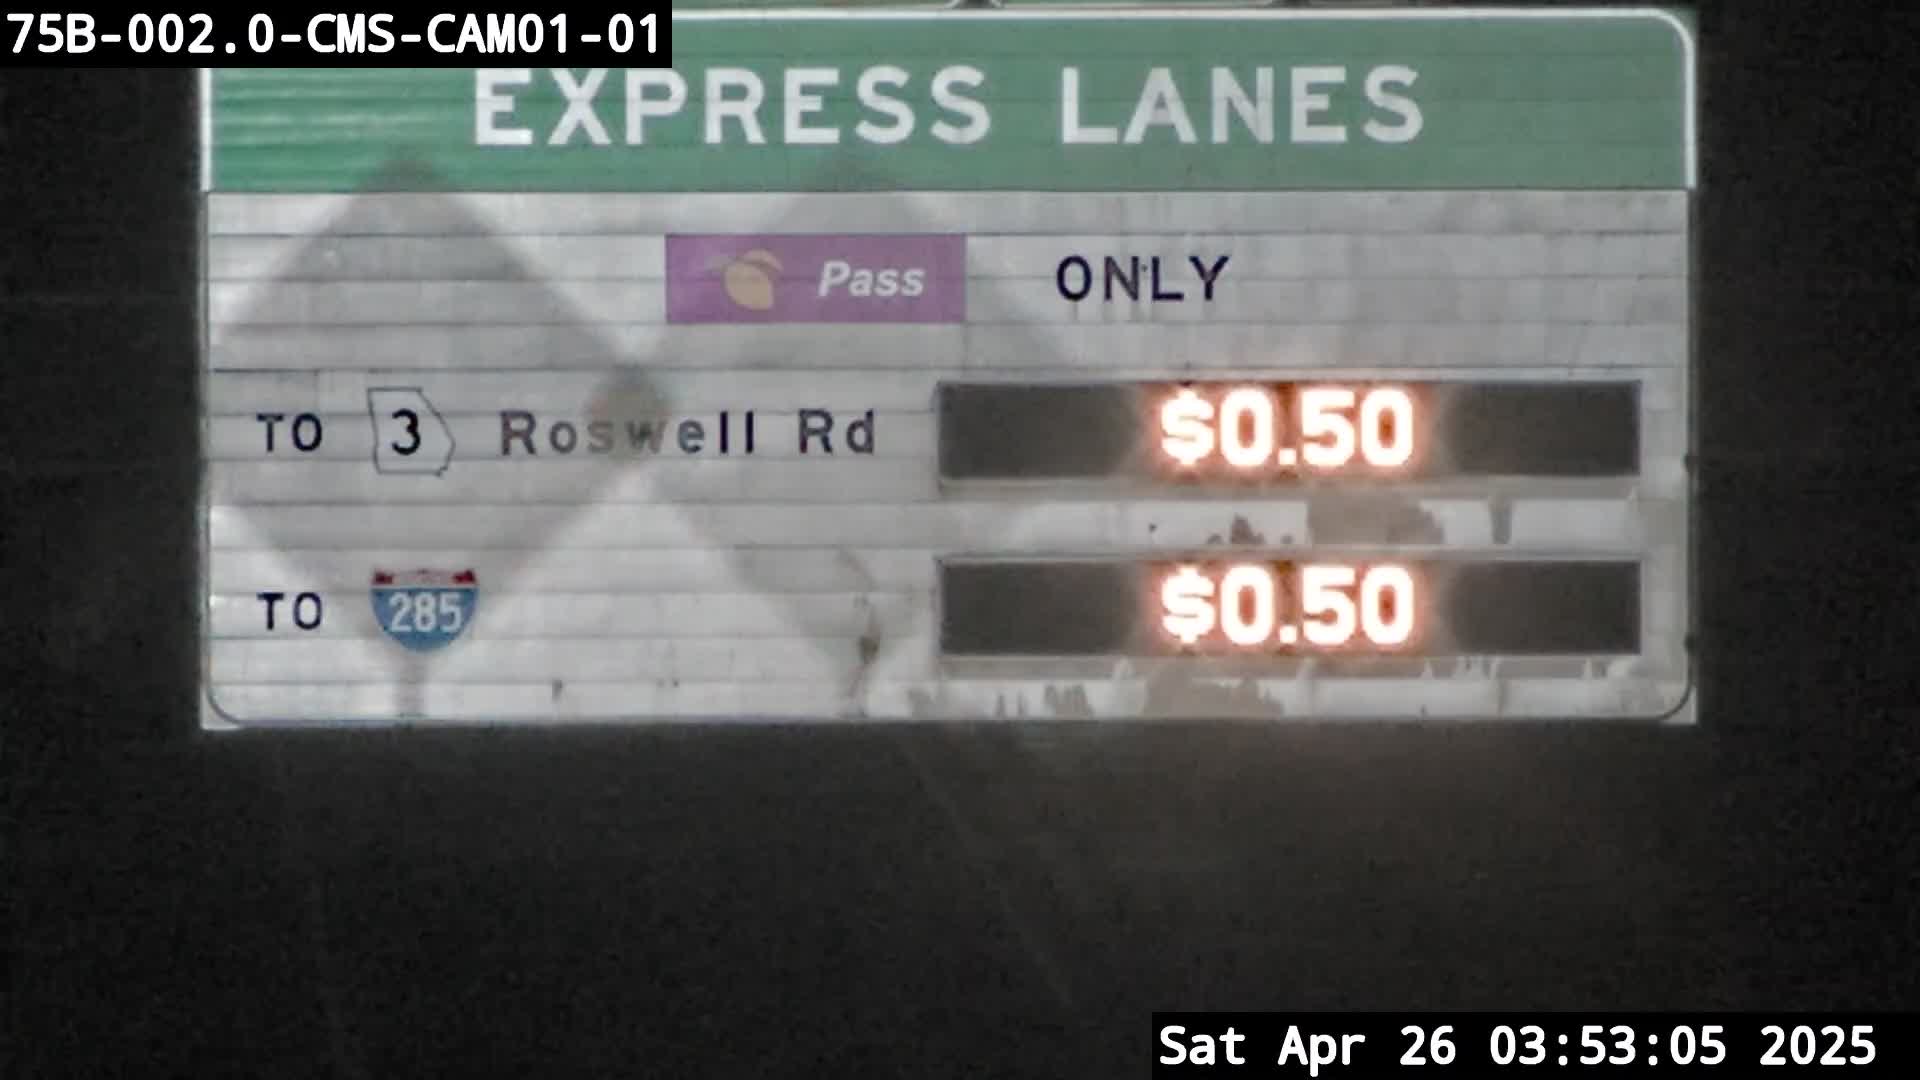 75B-002.0-CMS-CAM01-01
EXPRESS LANES
Pass ONLY
TO 3 Roswell Rd $0.50
TO 285 $0.50
Sat Apr 26 03:53:05 2025